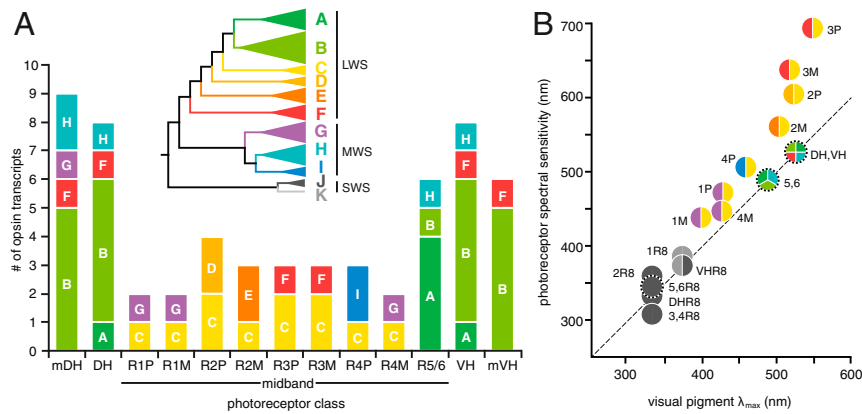 A
A
B
C
D
E
F
G
H
I
J
K
LWS
MWS
SWS
# of opsin transcripts
10
9
8
7
6
5
4
3
2
1
0
B F G H
A B F H
C G
C G
C D
C E
C F
C F
C I
C G
A B H
A B F H
B F
mDH DH R1P R1M R2P R2M R3P R3M R4P R4M R5/6 VH mVH
midband
photoreceptor class
B
photoreceptor spectral sensitivity (nm)
700
600
500
400
300
3P
3M
2P
2M
DH,VH
4P
5,6
1P
4M
1M
1R8
VHR8
2R8
5,6R8
DHR8
3,4R8
300 400 500 600
visual pigment λmax (nm)